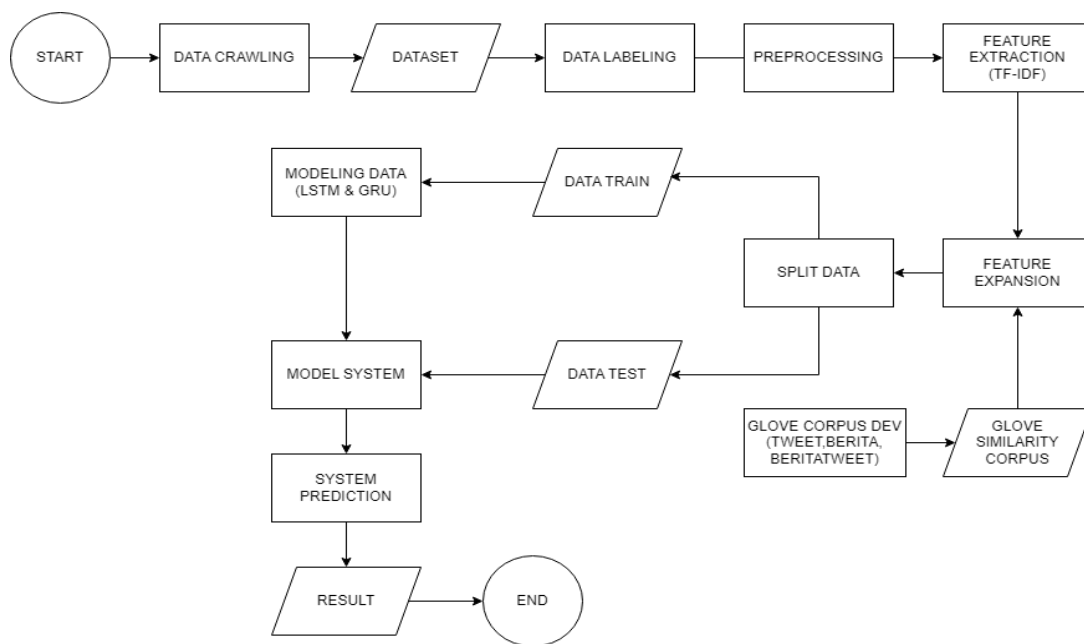 START
DATA CRAWLING
DATASET
DATA LABELING
PREPROCESSING
FEATURE
EXTRACTION
(TF-IDF)
MODELING DATA
(LSTM & GRU)
DATA TRAIN
SPLIT DATA
FEATURE
EXPANSION
MODEL SYSTEM
DATA TEST
GLOVE CORPUS DEV
(TWEET,BERITA,
BERITATWEET)
GLOVE
SIMILARITY
CORPUS
SYSTEM
PREDICTION
RESULT
END